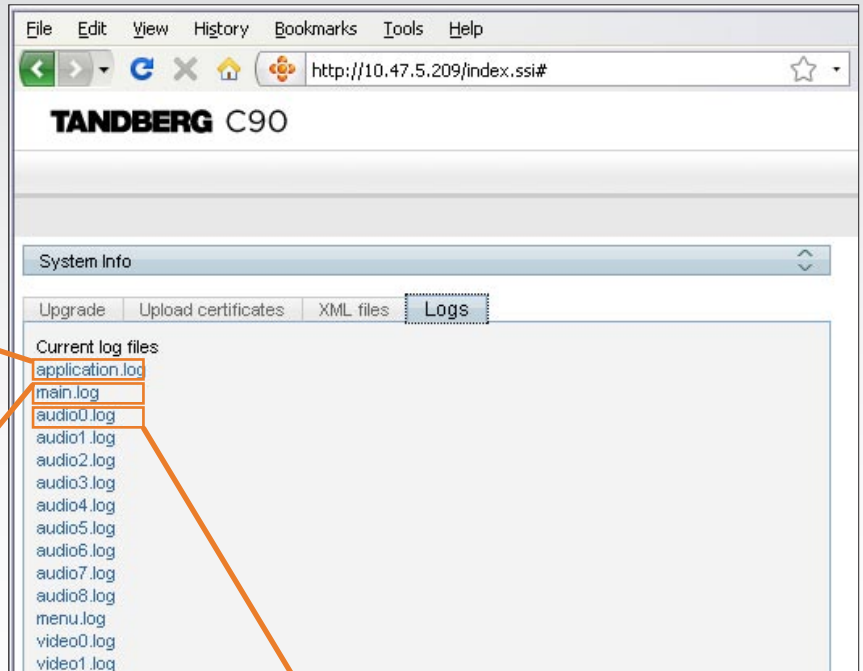 File Edit View History Bookmarks Tools Help
http://10.47.5.209/index.ssi#
TANDBERG C90
System Info
Upgrade Upload certificates XML files Logs
Current log files
application.log
main.log
audio0.log
audio1.log
audio2.log
audio3.log
audio4.log
audio5.log
audio6.log
audio7.log
audio8.log
menu.log
video0.log
video1.log